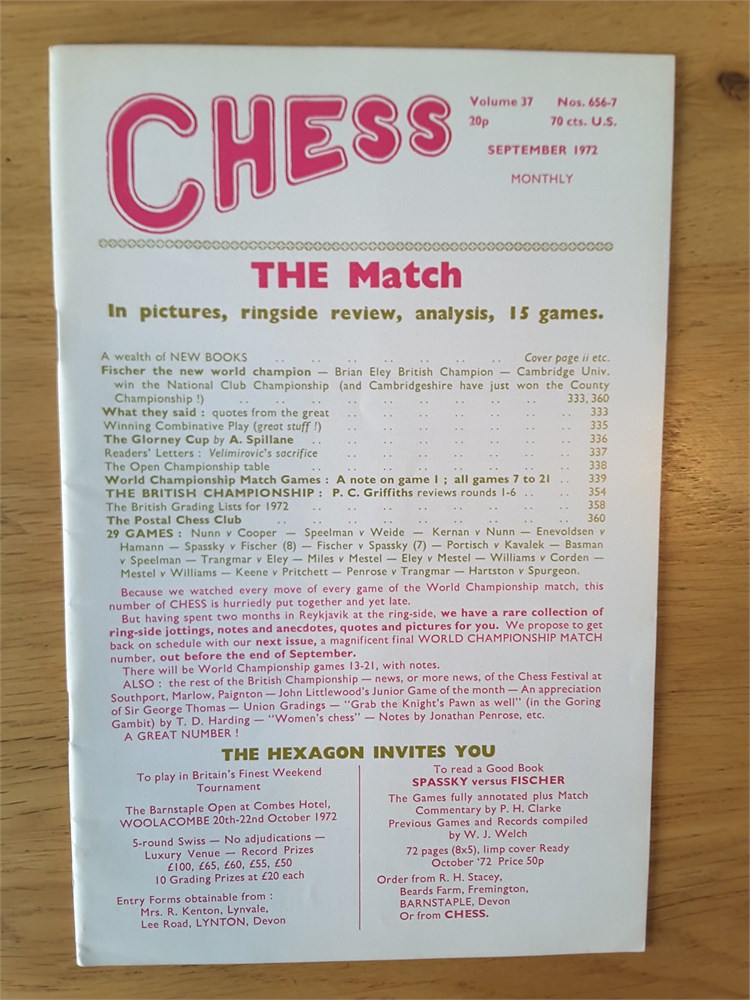 CHESS
Volume 37 Nos. 656-7
20p 70 cts. U.S.
SEPTEMBER 1972
MONTHLY
THE Match
In pictures, ringside review, analysis, 15 games.
A wealth of NEW BOOKS .. .. .. .. .. .. .. Cover page ii etc.
Fischer the new world champion — Brian Eley British Champion — Cambridge Univ.
win the National Club Championship (and Cambridgeshire have just won the County
Championship !) .. .. .. .. .. .. .. .. .. 333, 360
What they said : quotes from the great .. .. .. .. .. .. .. 333
Winning Combinative Play (great stuff !) .. .. .. .. .. .. .. 335
The Glorney Cup by A. Spillane .. .. .. .. .. .. .. .. 336
Readers' Letters : Velimirovic's sacrifice .. .. .. .. .. .. .. 337
The Open Championship table .. .. .. .. .. .. .. .. 338
World Championship Match Games : A note on game 1 ; all games 7 to 21 .. 339
THE BRITISH CHAMPIONSHIP : P. C. Griffiths reviews rounds 1-6 .. .. 354
The British Grading Lists for 1972 .. .. .. .. .. .. .. 358
The Postal Chess Club .. .. .. .. .. .. .. .. .. 360
29 GAMES : Nunn v Cooper — Speelman v Weide — Kernan v Nunn — Enevoldsen v
Hamann — Spassky v Fischer (8) — Fischer v Spassky (7) — Portisch v Kavalek — Basman
v Speelman — Trangmar v Eley — Miles v Mestel — Eley v Mestel — Williams v Corden —
Mestel v Williams — Keene v Pritchett — Penrose v Trangmar — Hartston v Spurgeon.
Because we watched every move of every game of the World Championship match, this
number of CHESS is hurriedly put together and yet late.
But having spent two months in Reykjavik at the ring-side, we have a rare collection of
ring-side jottings, notes and anecdotes, quotes and pictures for you. We propose to get
back on schedule with our next issue, a magnificent final WORLD CHAMPIONSHIP MATCH
number, out before the end of September.
There will be World Championship games 13-21, with notes.
ALSO : the rest of the British Championship — news, or more news, of the Chess Festival at
Southport, Marlow, Paignton — John Littlewood's Junior Game of the month — An appreciation
of Sir George Thomas — Union Gradings — "Grab the Knight's Pawn as well" (in the Goring
Gambit) by T. D. Harding — "Women's chess" — Notes by Jonathan Penrose, etc.
A GREAT NUMBER !
THE HEXAGON INVITES YOU
To play in Britain's Finest Weekend
Tournament
The Barnstaple Open at Combes Hotel,
WOOLACOMBE 20th-22nd October 1972
5-round Swiss — No adjudications —
Luxury Venue — Record Prizes
£100, £65, £60, £55, £50
10 Grading Prizes at £20 each
Entry Forms obtainable from :
Mrs. R. Kenton, Lynvale,
Lee Road, LYNTON, Devon
To read a Good Book
SPASSKY versus FISCHER
The Games fully annotated plus Match
Commentary by P. H. Clarke
Previous Games and Records compiled
by W. J. Welch
72 pages (8x5), limp cover Ready
October '72 Price 50p
Order from R. H. Stacey,
Beards Farm, Fremington,
BARNSTAPLE, Devon
Or from CHESS.